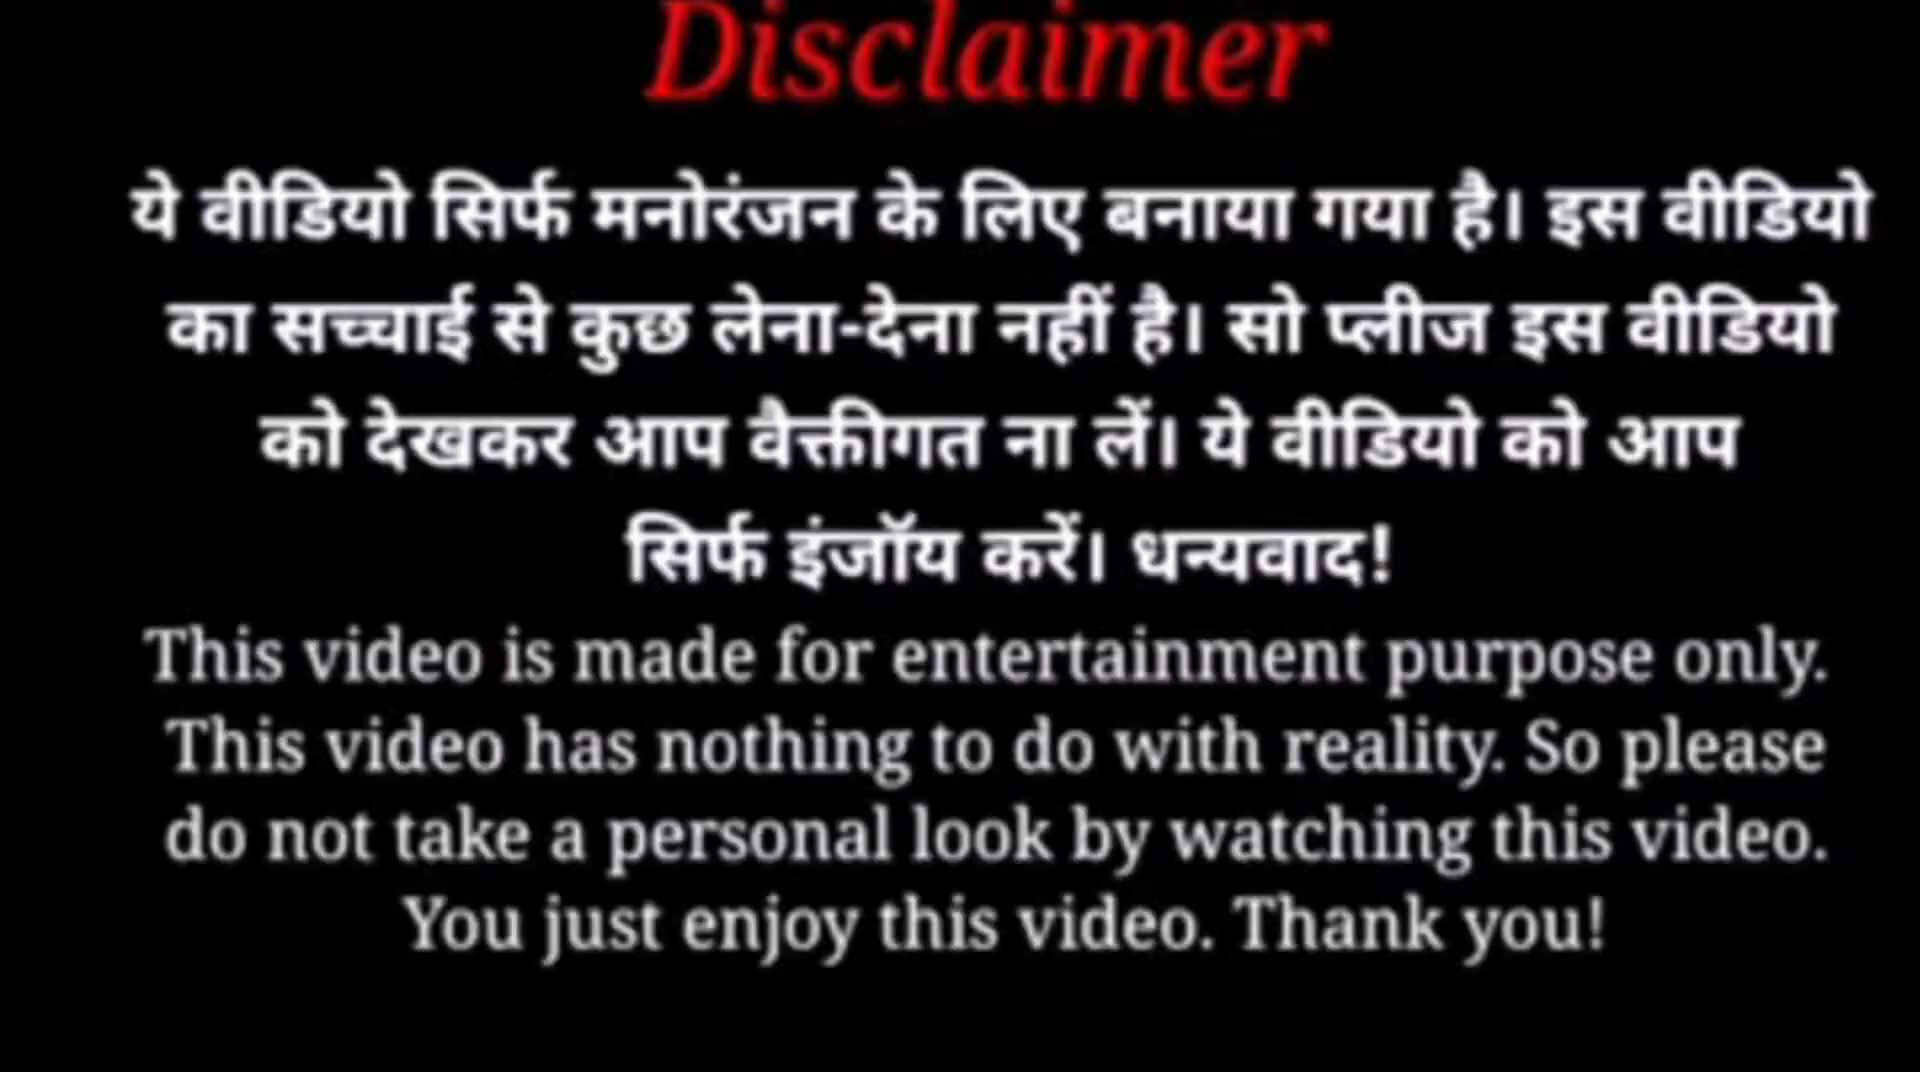 Disclaimer
ये वीडियो सिर्फ मनोरंजन के लिए बनाया गया है। इस वीडियो
का सच्चाई से कुछ लेना-देना नहीं है। सो प्लीज इस वीडियो
को देखकर आप वैक्तीगत ना लें। ये वीडियो को आप
सिर्फ इंजॉय करें। धन्यवाद!
This video is made for entertainment purpose only.
This video has nothing to do with reality. So please
do not take a personal look by watching this video.
You just enjoy this video. Thank you!